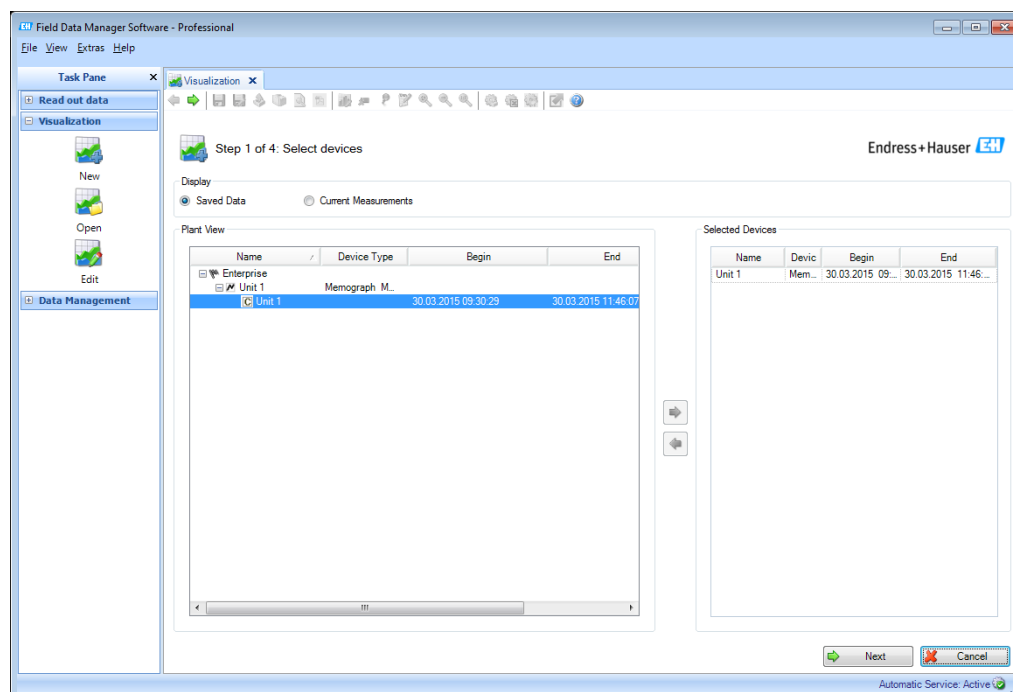 Field Data Manager Software - Professional
File View Extras Help
Task Pane
Visualization
Read out data
Visualization
New
Open
Edit
Data Management
Step 1 of 4: Select devices
Endress+Hauser
EH
Display
Saved Data
Current Measurements
Plant View
Name Device Type Begin End
Enterprise
Unit 1 Memograph M...
C Unit 1 30.03.2015 09:30:29 30.03.2015 11:46:07
Selected Devices
Name Devic Begin End
Unit 1 Mem... 30.03.2015 09:... 30.03.2015 11:46:...
Next
Cancel
Automatic Service: Active